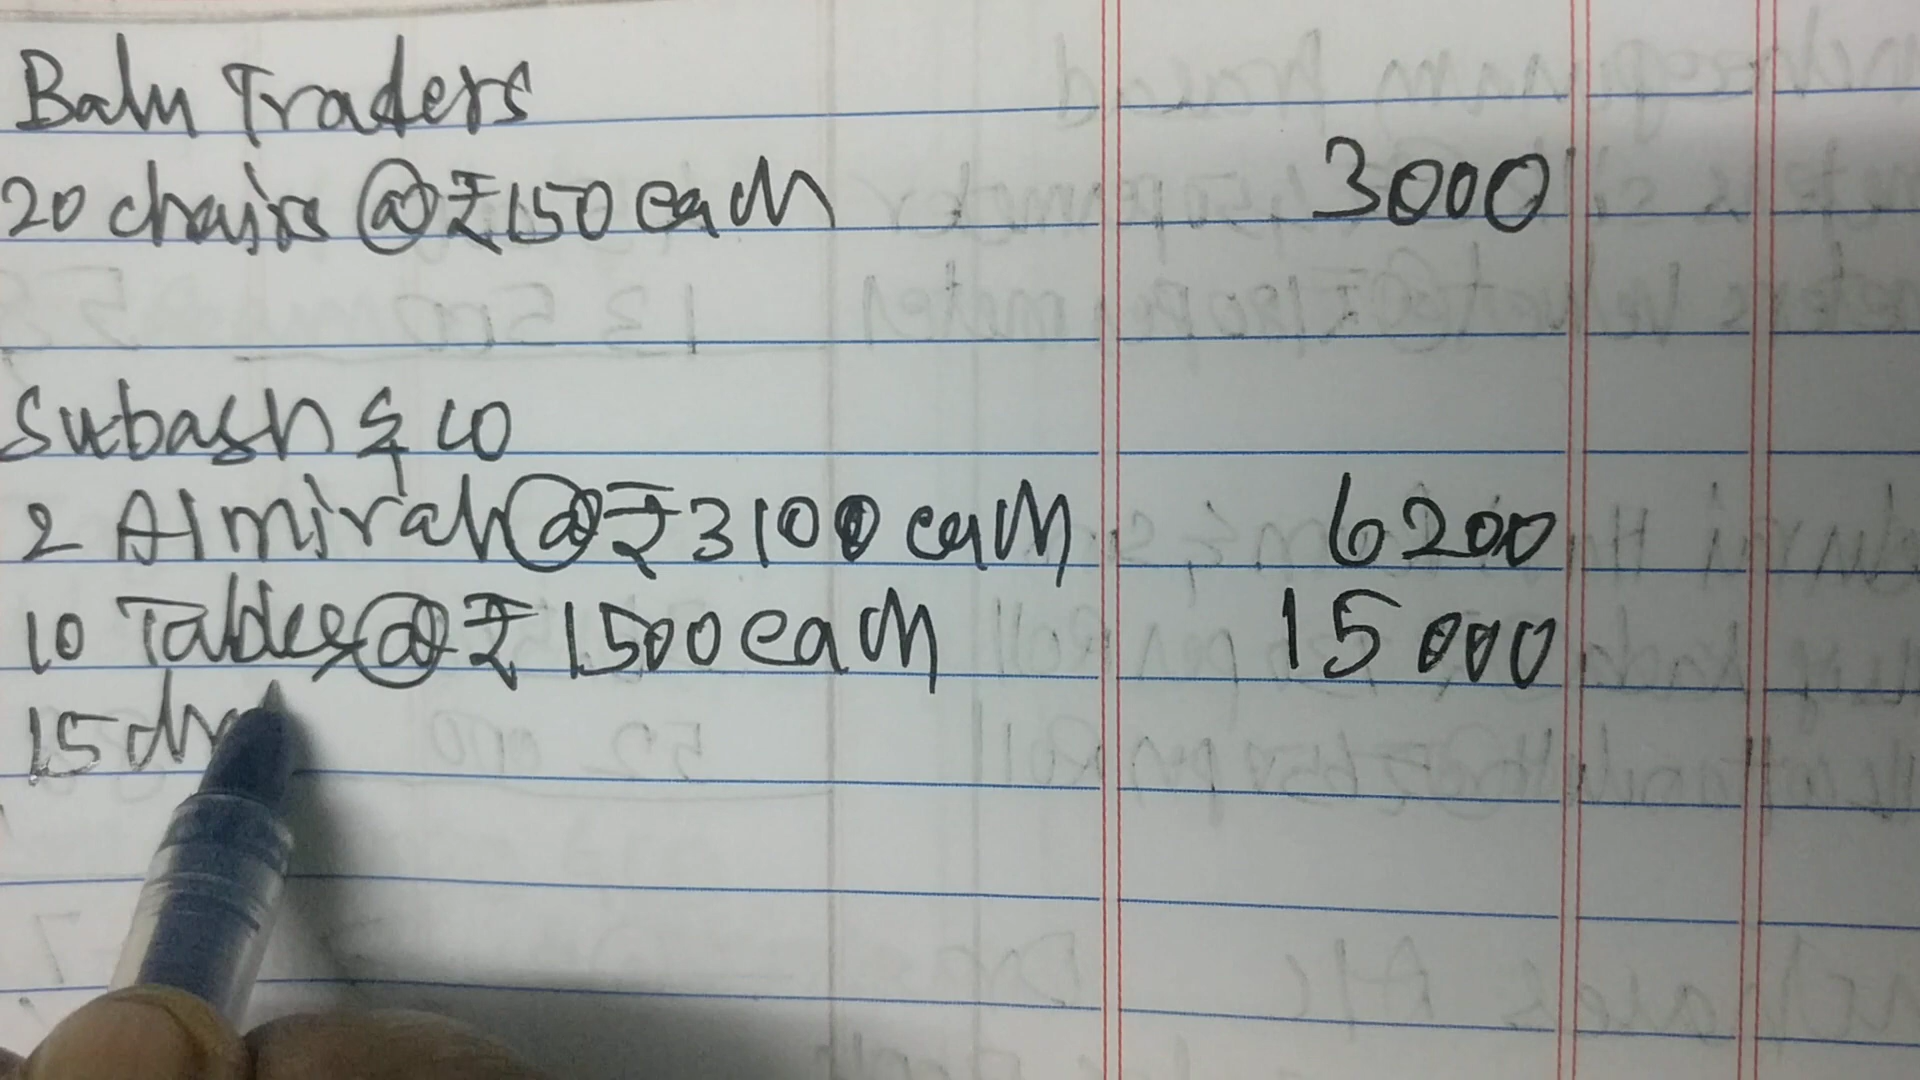 Balu Traders
20 chairs @ ₹150 each 3000
Subash & Co
2 Almirah @ ₹3100 each 6200
10 Tables @ ₹1500 each 15000
15